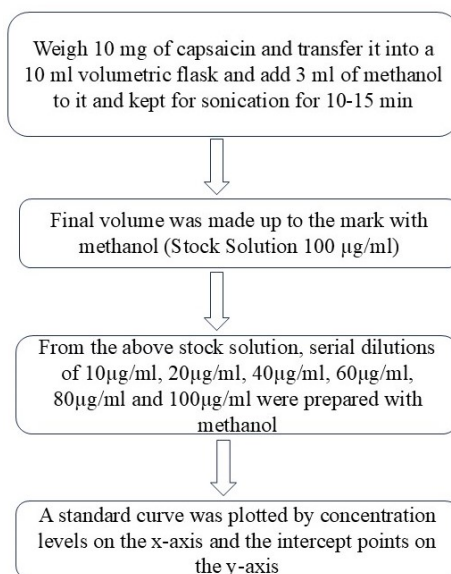 Weigh 10 mg of capsaicin and transfer it into a
10 ml volumetric flask and add 3 ml of methanol
to it and kept for sonication for 10-15 min
Final volume was made up to the mark with
methanol (Stock Solution 100 µg/ml)
From the above stock solution, serial dilutions
of 10µg/ml, 20µg/ml, 40µg/ml, 60µg/ml,
80µg/ml and 100µg/ml were prepared with
methanol
A standard curve was plotted by concentration
levels on the x-axis and the intercept points on
the y-axis